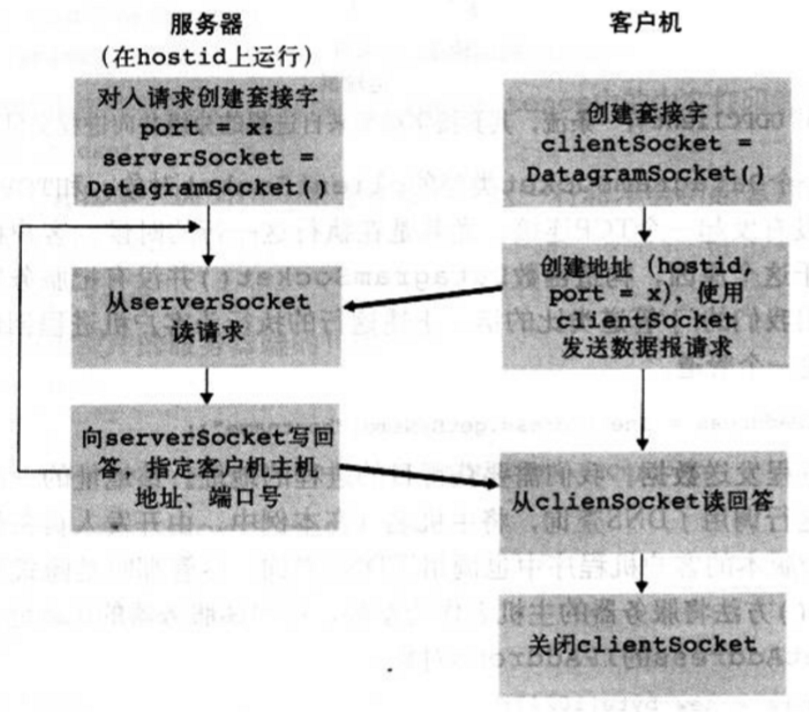 服务器
(在hostid上运行)
对人请求创建套接字
port = x:
serverSocket =
DatagramSocket()
从serverSocket
读请求
向serverSocket写回
答，指定客户机主机
地址、端口号
客户机
创建套接字
clientSocket =
DatagramSocket()
创建地址 (hostid,
port = x)，使用
clientSocket
发送数据报请求
从clienSocket读回答
关闭clientSocket